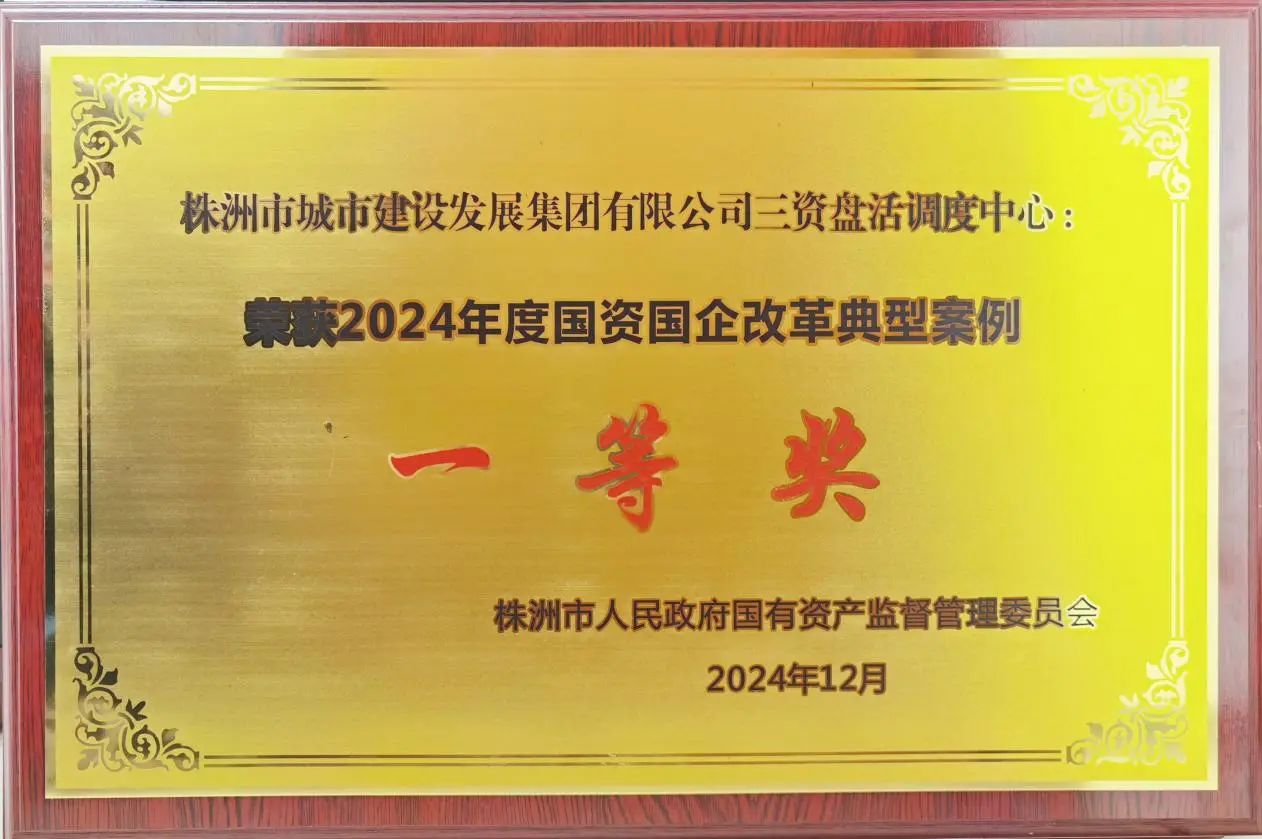 株洲市城市建设发展集团有限公司三资盘活调度中心：
荣获2024年度国资国企改革典型案例
一等奖
株洲市人民政府国有资产监督管理委员会
2024年12月